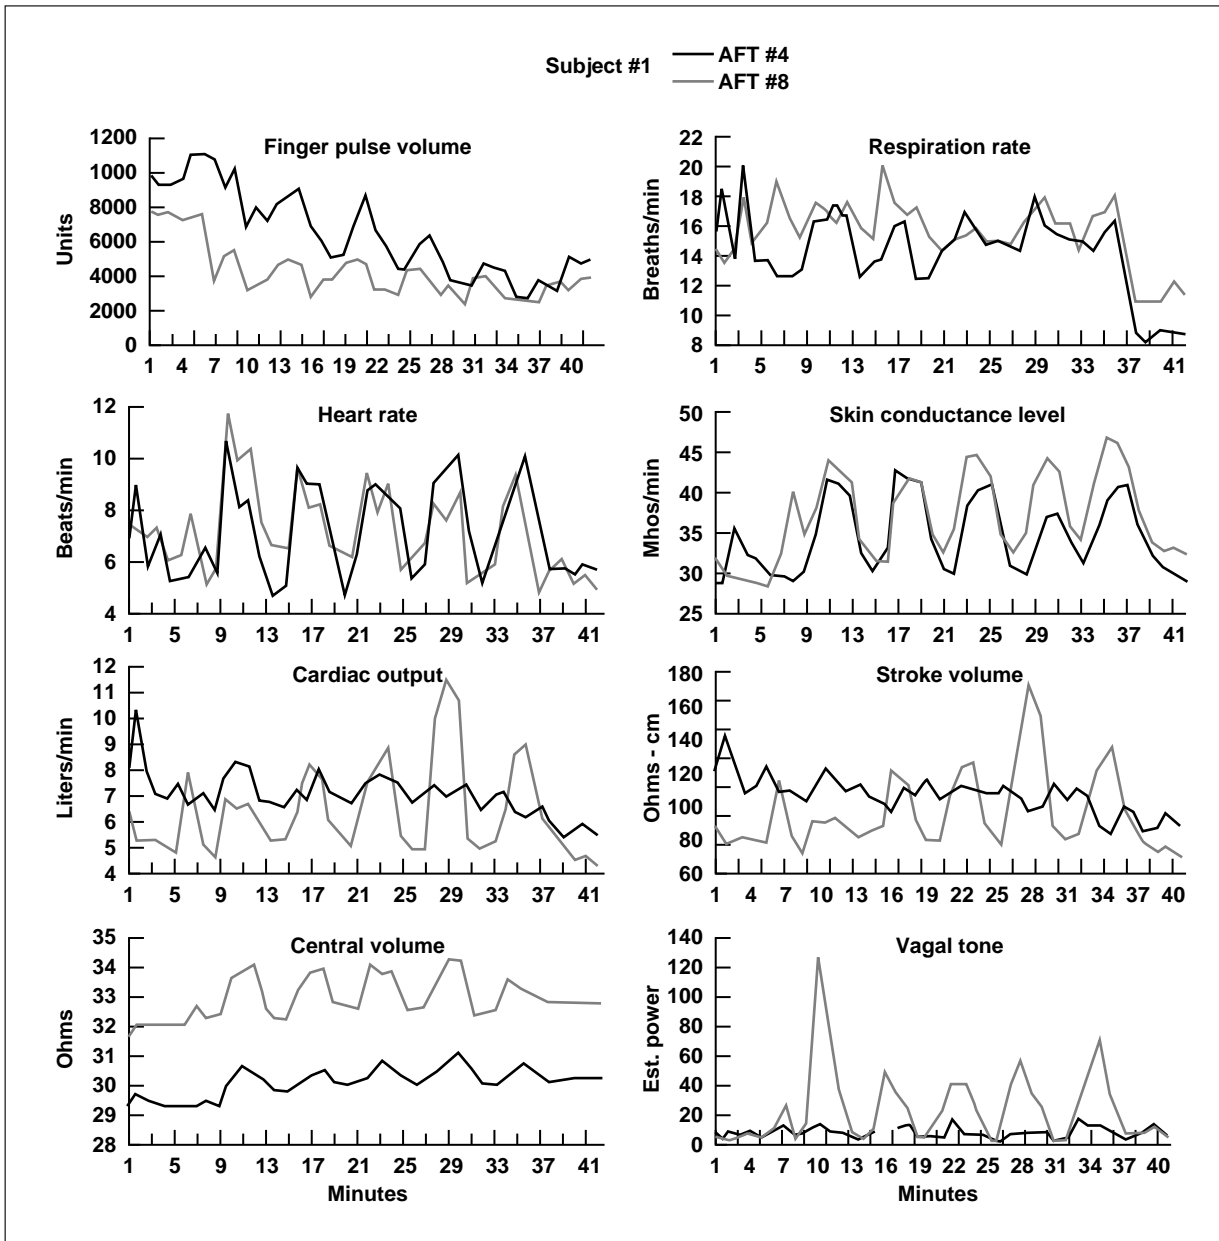 Subject #1
AFT #4
AFT #8
Finger pulse volume
Units
1200
1000
8000
6000
4000
2000
0
1 4 7 10 13 16 19 22 25 28 31 34 37 40
Respiration rate
Breaths/min
22
20
18
16
14
12
10
8
1 5 9 13 17 21 25 29 33 37 41
Heart rate
Beats/min
12
10
8
6
4
1 5 9 13 17 21 25 29 33 37 41
Skin conductance level
Mhos/min
50
45
40
35
30
25
1 5 9 13 17 21 25 29 33 37 41
Cardiac output
Liters/min
12
11
10
9
8
7
6
5
4
1 5 9 13 17 21 25 29 33 37 41
Stroke volume
Ohms - cm
180
160
140
120
100
80
60
1 4 7 10 13 16 19 22 25 28 31 34 37 40
Central volume
Ohms
35
34
33
32
31
30
29
28
1 5 9 13 17 21 25 29 33 37 41
Minutes
Vagal tone
Est. power
140
120
100
80
60
40
20
0
1 4 7 10 13 16 19 22 25 28 31 34 37 40
Minutes